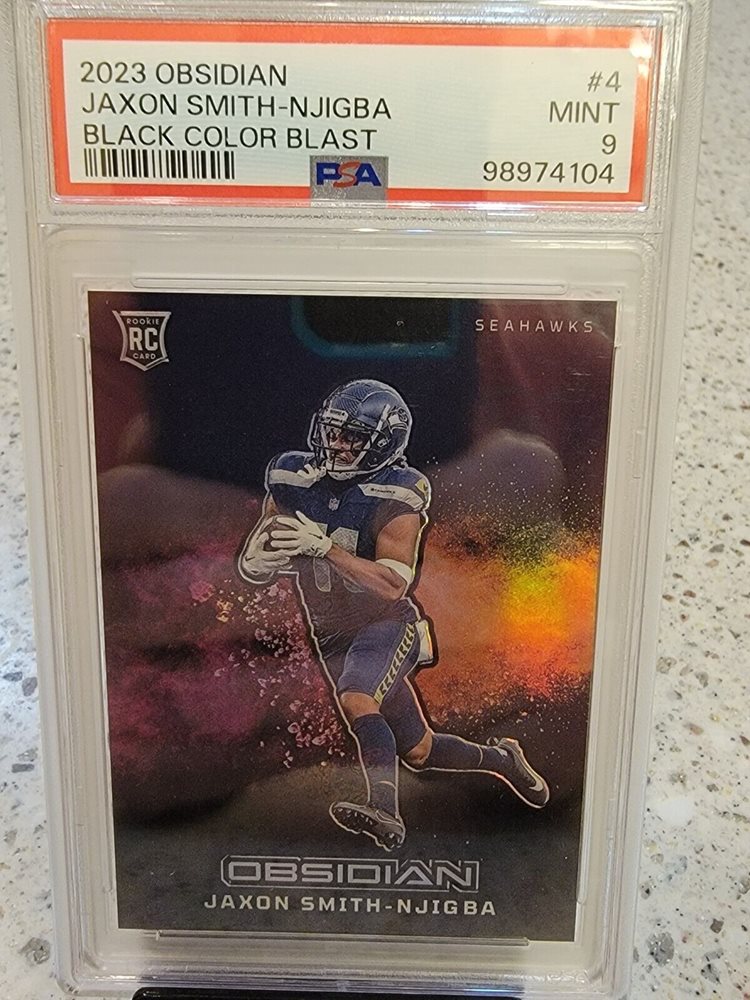 2023 OBSIDIAN #4
JAXON SMITH-NJIGBA MINT
BLACK COLOR BLAST 9
PSA 98974104
ROOKIE
RC
CARD
SEAHAWKS
11
OBSIDIAN
JAXON SMITH-NJIGBA